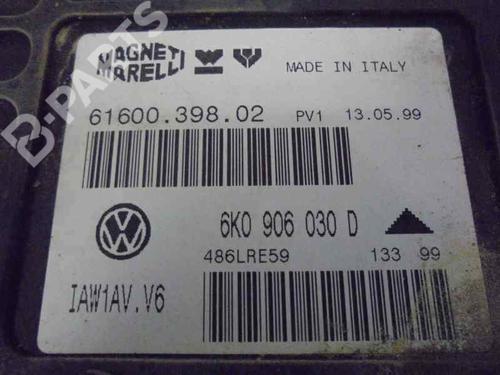 MAGNETI
MARELLI
MADE IN ITALY
61600.398.02 PV1 13.05.99
6K0 906 030 D
486LRE59 133 99
IAW1AV.V6
B-PARTS